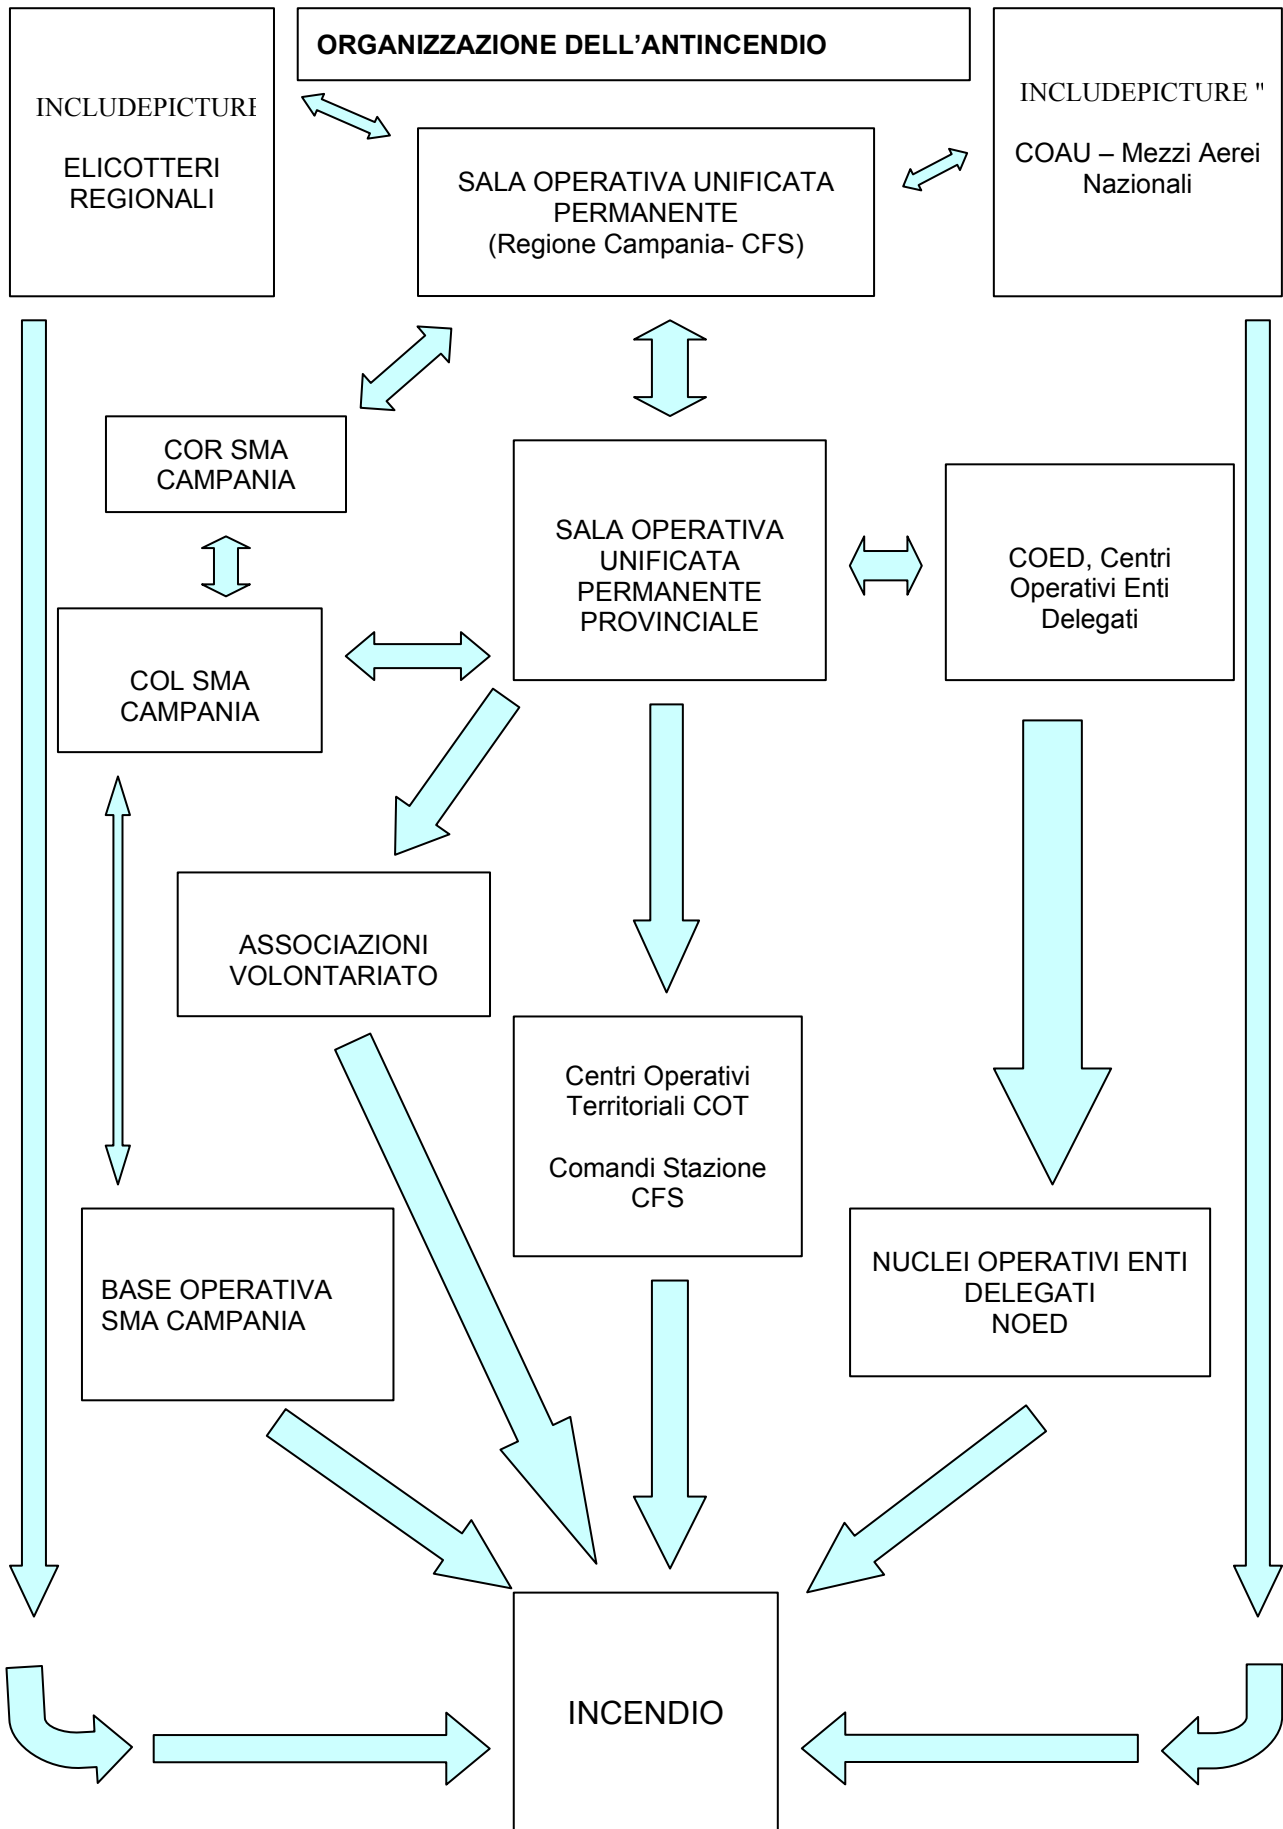 ORGANIZZAZIONE DELL’ANTINCENDIO
INCLUDEPICTURE
ELICOTTERI
REGIONALI
SALA OPERATIVA UNIFICATA
PERMANENTE
(Regione Campania- CFS)
INCLUDEPICTURE "
COAU – Mezzi Aerei
Nazionali
COR SMA
CAMPANIA
SALA OPERATIVA
UNIFICATA
PERMANENTE
PROVINCIALE
COED, Centri
Operativi Enti
Delegati
COL SMA
CAMPANIA
ASSOCIAZIONI
VOLONTARIATO
Centri Operativi
Territoriali COT
Comandi Stazione
CFS
BASE OPERATIVA
SMA CAMPANIA
NUCLEI OPERATIVI ENTI
DELEGATI
NOED
INCENDIO